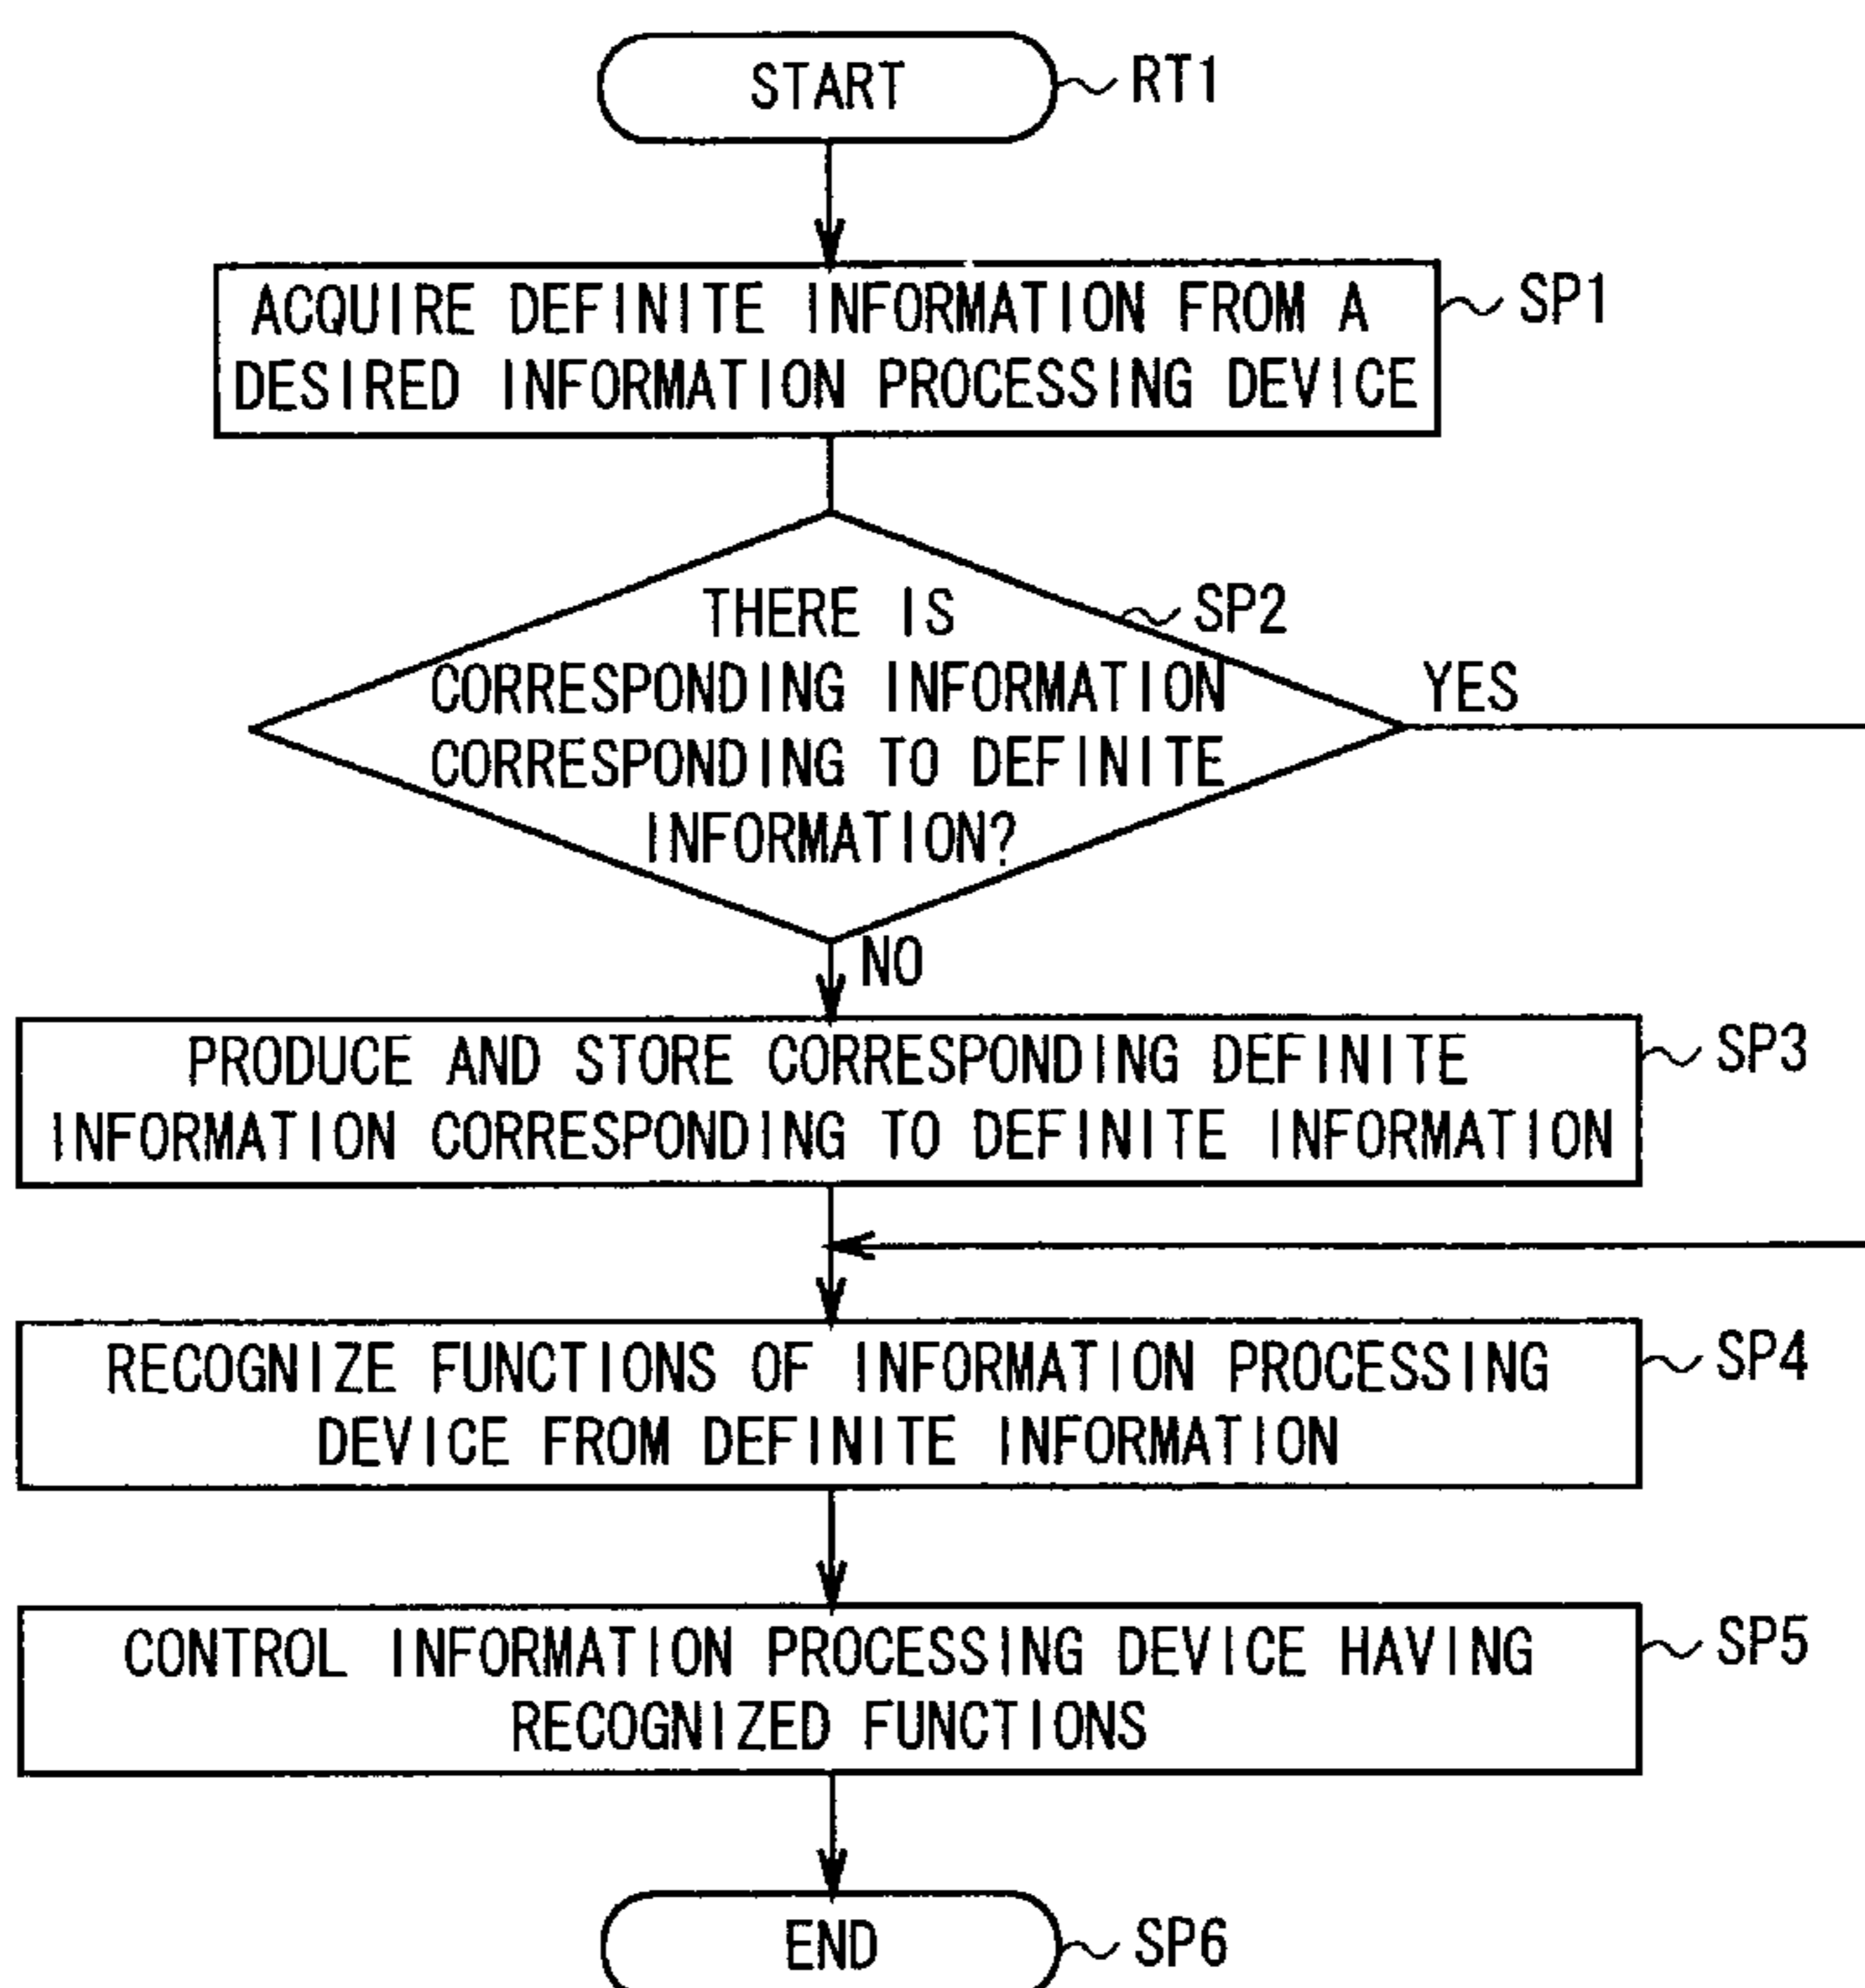 START
RT1
ACQUIRE DEFINITE INFORMATION FROM A
DESIRED INFORMATION PROCESSING DEVICE
SP1
THERE IS
CORRESPONDING INFORMATION
CORRESPONDING TO DEFINITE
INFORMATION?
SP2
YES
NO
PRODUCE AND STORE CORRESPONDING DEFINITE
INFORMATION CORRESPONDING TO DEFINITE INFORMATION
SP3
RECOGNIZE FUNCTIONS OF INFORMATION PROCESSING
DEVICE FROM DEFINITE INFORMATION
SP4
CONTROL INFORMATION PROCESSING DEVICE HAVING
RECOGNIZED FUNCTIONS
SP5
END
SP6